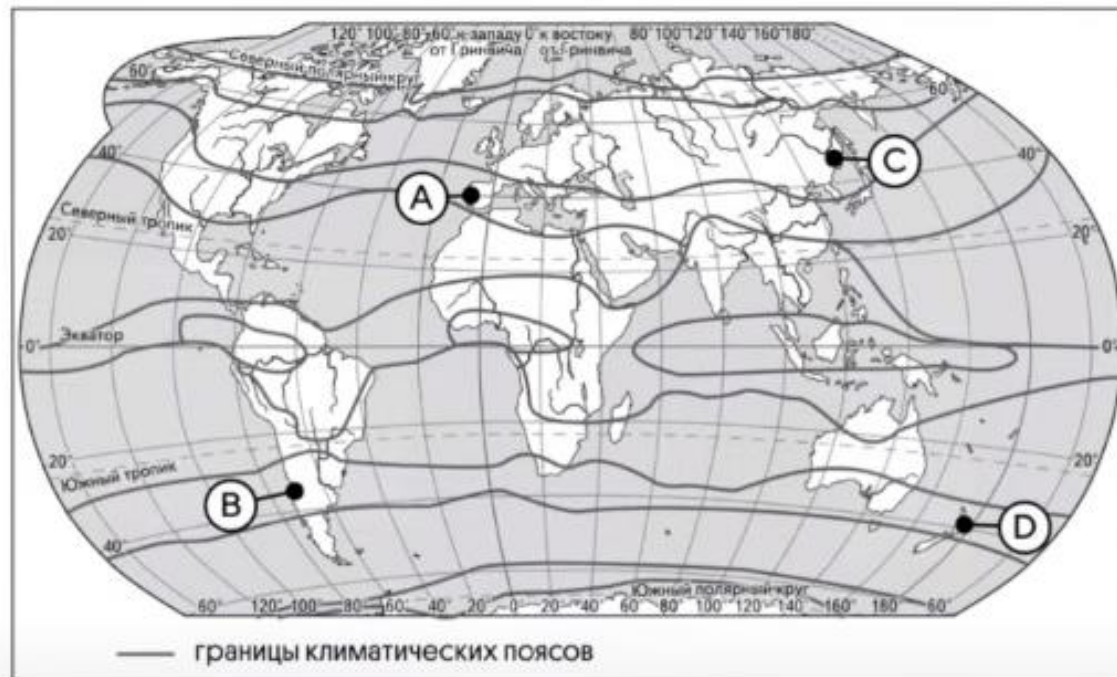 120° 100° 80° 60° к западу 0° к востоку 80 100 120 140 160 180°
от Гринвича от Гринвича
Северный полярный круг
60°
60°
40°
40°
C
A
Северный тропик
20°
20°
Экватор
0°
0°
20°
20°
Южный тропик
B
D
40
40
Южный полярный круг
60° 120° 100° 80° 60° 40° 20° 0° 20° 40° 60° 80° 100° 120° 140° 160 180 60°
границы климатических поясов